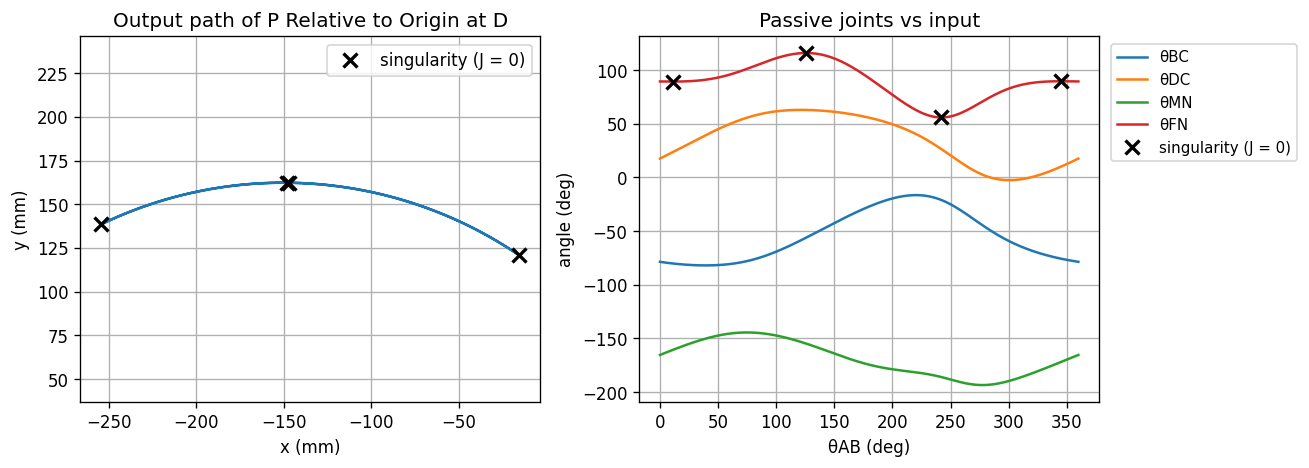 Output path of P Relative to Origin at D
singularity (J = 0)
225
200
175
150
125
100
75
50
y (mm)
−250
−200
−150
−100
−50
x (mm)
Passive joints vs input
100
50
0
−50
−100
−150
−200
angle (deg)
0
50
100
150
200
250
300
350
θAB (deg)
θBC
θDC
θMN
θFN
singularity (J = 0)